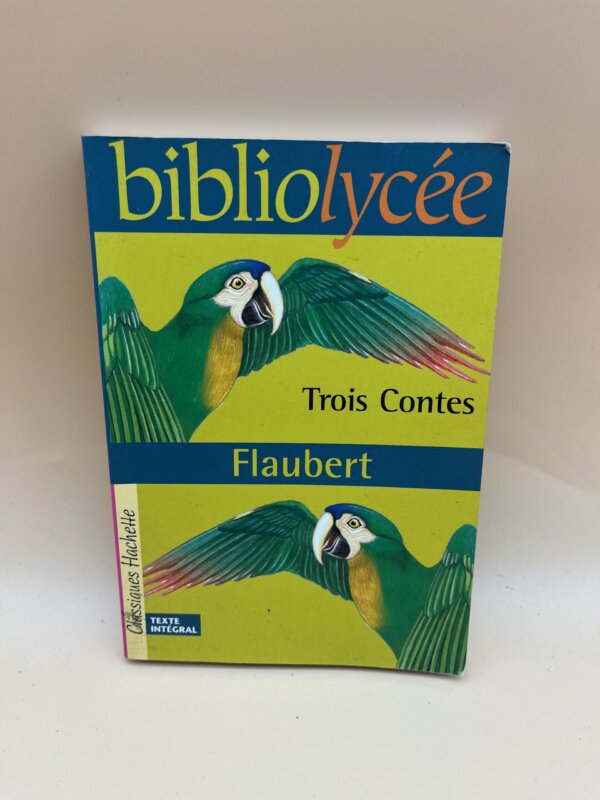 bibliolycée
Trois Contes
Flaubert
Classiques Hachette
TEXTE
INTÉGRAL